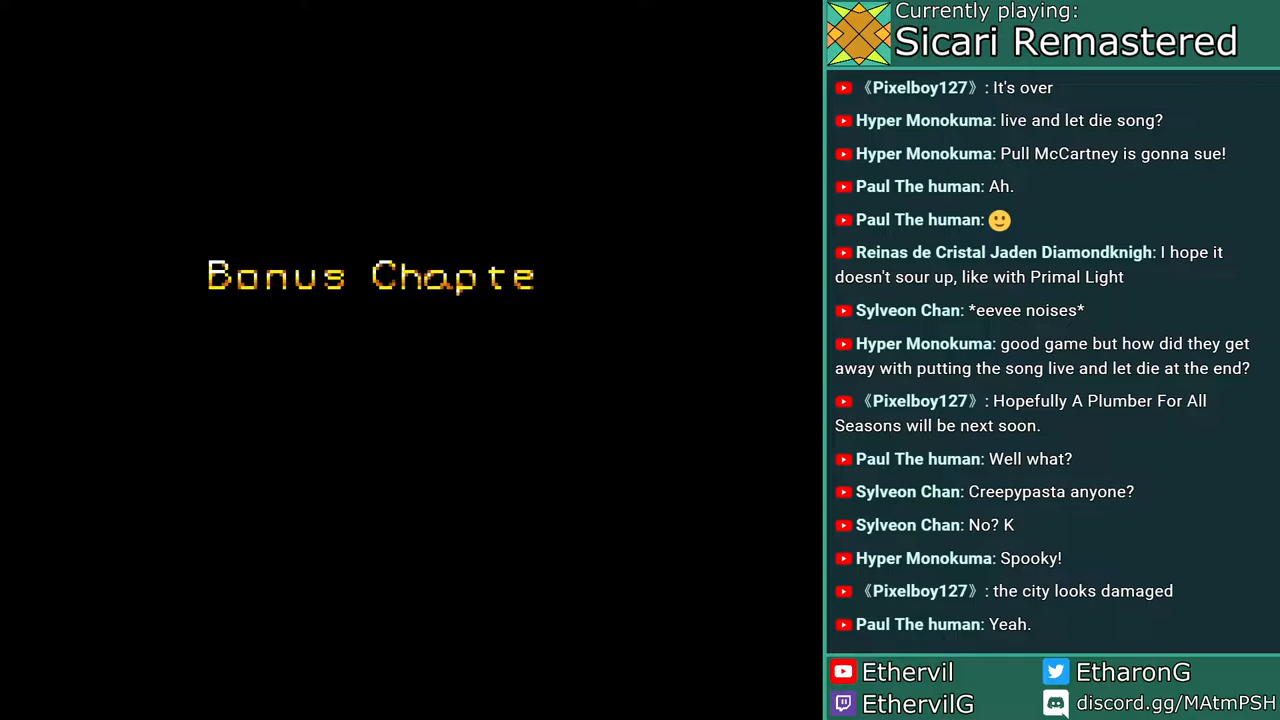 Bonus Chapte
Currently playing:
Sicari Remastered
《Pixelboy127》: It's over
Hyper Monokuma: live and let die song?
Hyper Monokuma: Pull McCartney is gonna sue!
Paul The human: Ah.
Paul The human: 🙂
Reinas de Cristal Jaden Diamondknigh: I hope it
doesn't sour up, like with Primal Light
Sylveon Chan: *eevee noises*
Hyper Monokuma: good game but how did they get
away with putting the song live and let die at the end?
《Pixelboy127》: Hopefully A Plumber For All
Seasons will be next soon.
Paul The human: Well what?
Sylveon Chan: Creepypasta anyone?
Sylveon Chan: No? K
Hyper Monokuma: Spooky!
《Pixelboy127》: the city looks damaged
Paul The human: Yeah.
Ethervil
EtharonG
EthervilG
discord.gg/MAtmPSH